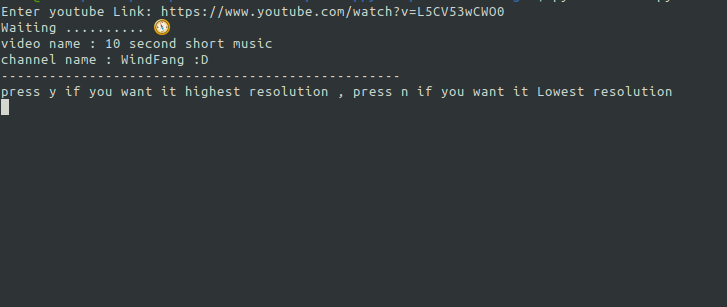 Enter youtube Link: https://www.youtube.com/watch?v=L5CV53wCWO0
Waiting ..........
video name : 10 second short music
channel name : WindFang :D
--------------------------------------------------
press y if you want it highest resolution , press n if you want it Lowest resolution